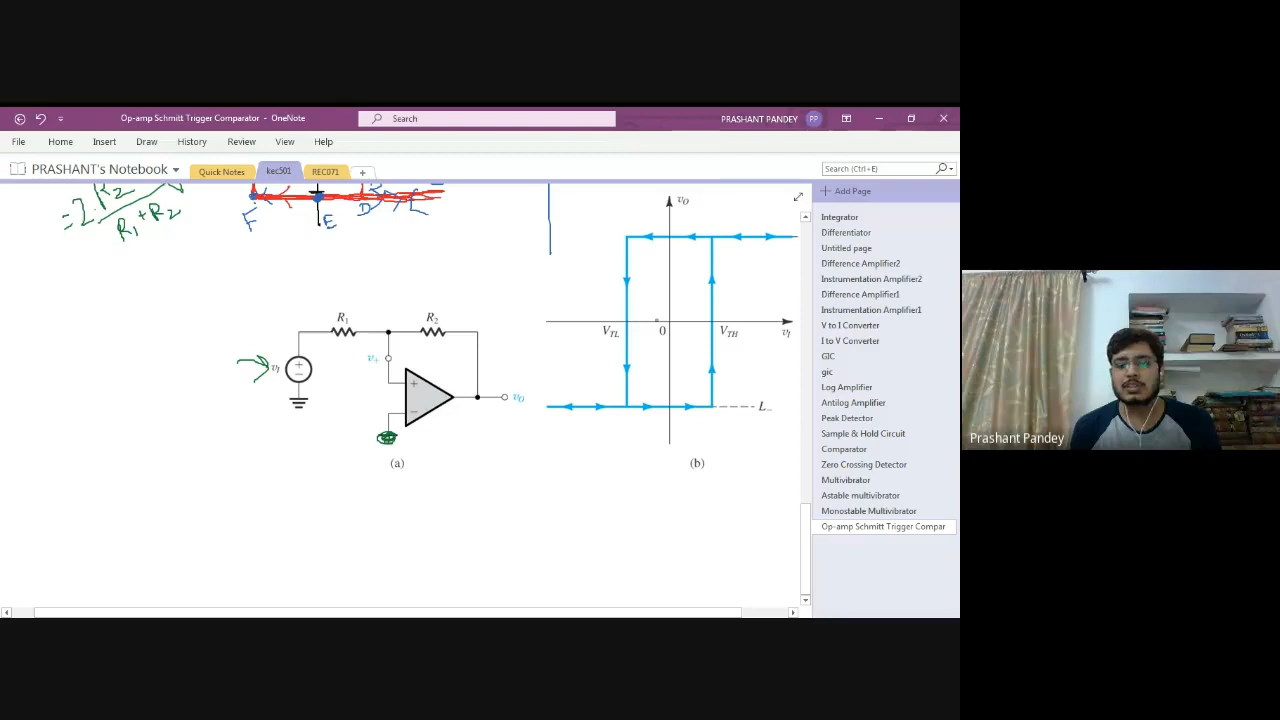 Op-amp Schmitt Trigger Comparator - OneNote
Search
PRASHANT PANDEY
PP
File
Home
Insert
Draw
History
Review
View
Help
PRASHANT'S Notebook
Quick Notes
kec501
REC071
Search (Ctrl+E)
Add Page
Integrator
Differentiator
Untitled page
Difference Amplifier2
Instrumentation Amplifier2
Difference Amplifier1
Instrumentation Amplifier1
V to I Converter
I to V Converter
GIC
gic
Log Amplifier
Antilog Amplifier
Peak Detector
Sample & Hold Circuit
Comparator
Zero Crossing Detector
Multivibrator
Astable multivibrator
Monostable Multivibrator
Op-amp Schmitt Trigger Compar
= 2 R2
R1+R2
F
E
D
R1
R2
v+
vI
+
−
+
−
vO
(a)
vO
VTL
0
VTH
vI
L−
(b)
Prashant Pandey